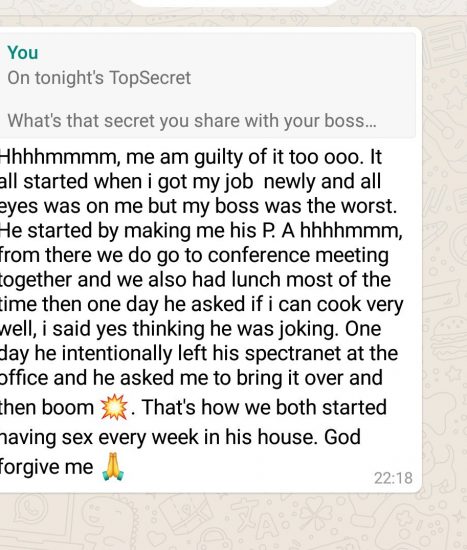 You
On tonight's TopSecret
What's that secret you share with your boss...
Hhhhmmmm, me am guilty of it too ooo. It
all started when i got my job  newly and all
eyes was on me but my boss was the worst.
He started by making me his P. A hhhhmmm,
from there we do go to conference meeting
together and we also had lunch most of the
time then one day he asked if i can cook very
well, i said yes thinking he was joking. One
day he intentionally left his spectranet at the
office and he asked me to bring it over and
then boom 💥. That's how we both started
having sex every week in his house. God
forgive me 🙏
22:18